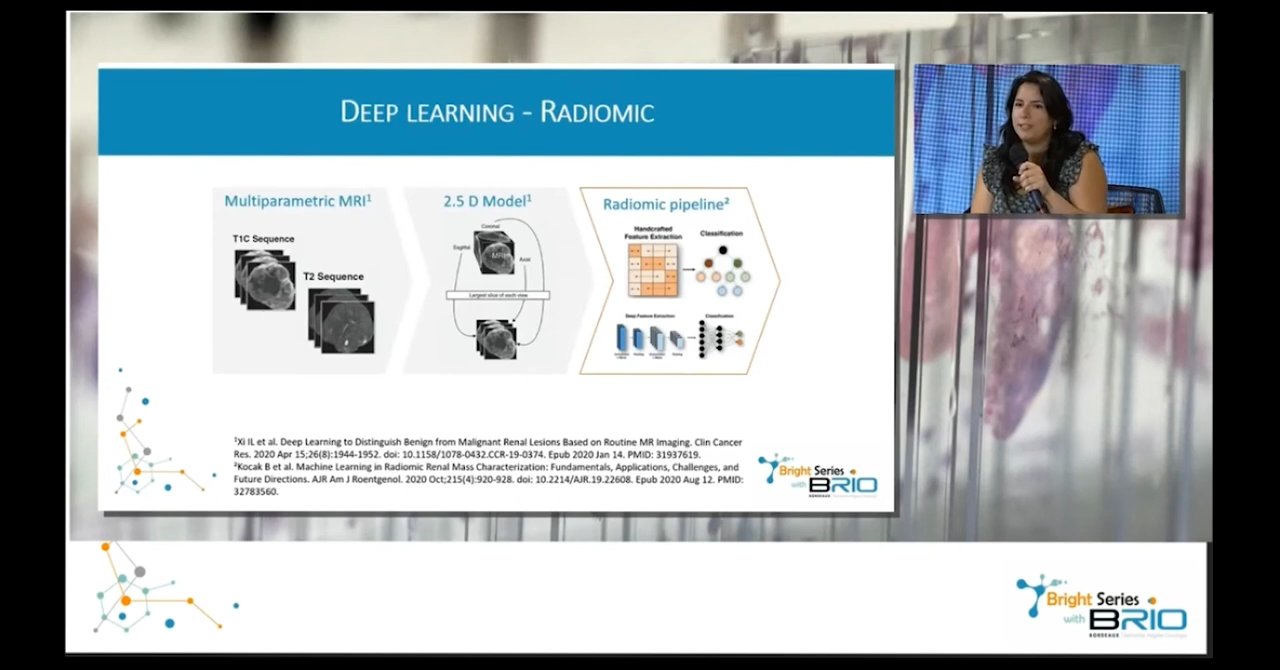 DEEP LEARNING - RADIOMIC
Multiparametric MRI¹
T1C Sequence
T2 Sequence
2.5 D Model¹
Coronal
Sagittal
MRI
Axial
Largest slice of each view
Radiomic pipeline²
Handcrafted
Feature Extraction
Classification
Deep Feature Extraction
Classification
¹Xi IL et al. Deep Learning to Distinguish Benign from Malignant Renal Lesions Based on Routine MR Imaging. Clin Cancer
Res. 2020 Apr 15;26(8):1944-1952. doi: 10.1158/1078-0432.CCR-19-0374. Epub 2020 Jan 14. PMID: 31937619.
²Kocak B et al. Machine Learning in Radiomic Renal Mass Characterization: Fundamentals, Applications, Challenges, and
Future Directions. AJR Am J Roentgenol. 2020 Oct;215(4):920-928. doi: 10.2214/AJR.19.22608. Epub 2020 Aug 12. PMID:
32783560.
Bright Series
with BRIO
BORDEAUX
Bright Series
with BRIO
BORDEAUX